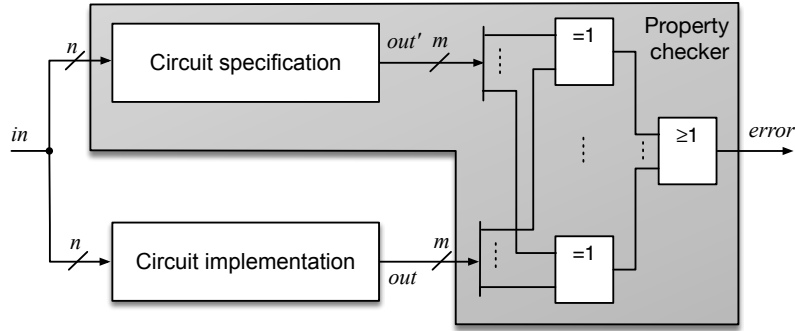 Property
checker
n
Circuit specification
out' m
=1
in
≥1
error
n
Circuit implementation
out
m
=1